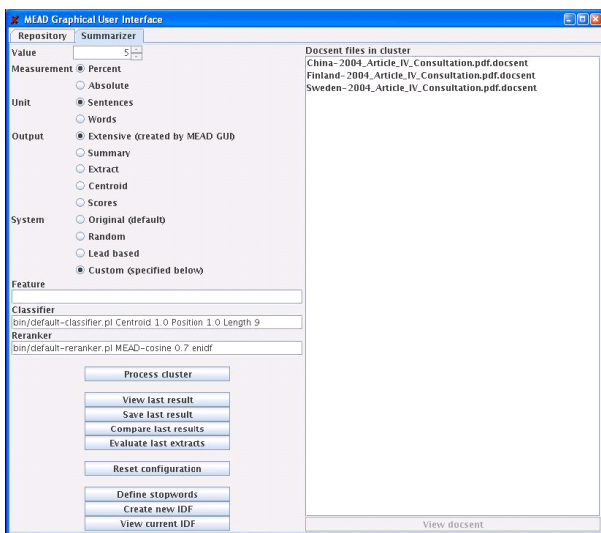 MEAD Graphical User Interface
Repository
Summarizer
Value
5
Measurement
Percent
Absolute
Unit
Sentences
Words
Output
Extensive (created by MEAD GUI)
Summary
Extract
Centroid
Scores
System
Original (default)
Random
Lead based
Custom (specified below)
Feature
Classifier
bin/default-classifier.pl Centroid 1.0 Position 1.0 Length 9
Reranker
bin/default-reranker.pl MEAD-cosine 0.7 enidf
Process cluster
View last result
Save last result
Compare last results
Evaluate last extracts
Reset configuration
Define stopwords
Create new IDF
View current IDF
Docsent files in cluster
China-2004_Article_IV_Consultation.pdf.docsent
Finland-2004_Article_IV_Consultation.pdf.docsent
Sweden-2004_Article_IV_Consultation.pdf.docsent
View docsent